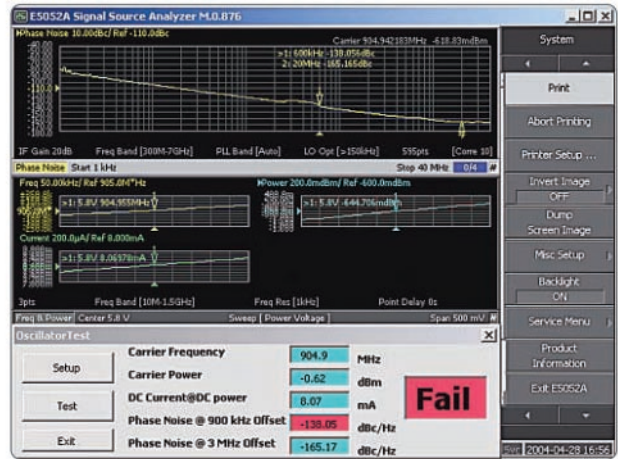 E5052A Signal Source Analyzer M.0.876
Phase Noise 10.00dBc/ Ref -110.0dBc
Carrier 904.942183MHz -618.83mdBm
>1: 600kHz -138.056dBc
2: 20MHz -165.165dBc
-110.0
IF Gain 20dB Freq Band [300M-7GHz] PLL Band [Auto] LO Opt [>150kHz] 595pts [Corre 10]
Phase Noise Start 1 kHz Stop 40 MHz 0/4
Freq 50.00kHz/ Ref 905.0M*Hz
>1: 5.8V 904.955MHz
Power 200.0mdBm/ Ref -600.0mdBm
>1: 5.8V -644.706mdBm
Current 200.0µA/ Ref 8.000mA
>1: 5.8V 8.06978mA
3pts Freq Band [10M-1.5GHz] Freq Res [1kHz] Point Delay 0s
Freq & Power Center 5.8 V Sweep [ Power Voltage ] Span 500 mV
OscillatorTest
Setup
Test
Exit
Carrier Frequency 904.9 MHz
Carrier Power -0.62 dBm
DC Current@DC power 8.07 mA
Phase Noise @ 900 kHz Offset -138.05 dBc/Hz
Phase Noise @ 3 MHz Offset -165.17 dBc/Hz
Fail
System
Print
Abort Printing
Printer Setup ...
Invert Image
OFF
Dump
Screen Image
Misc Setup
Backlight
ON
Service Menu
Product
Information
Exit E5052A
Svc 2004-04-28 16:56